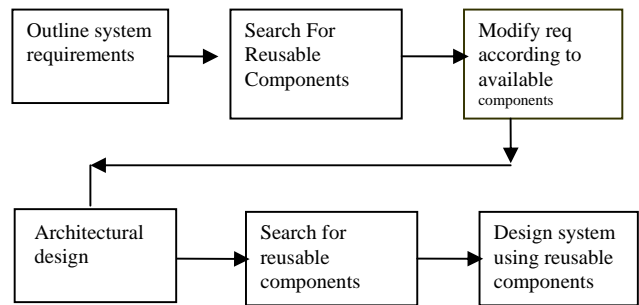 Outline system
requirements
Search For
Reusable
Components
Modify req
according to
available
components
Architectural
design
Search for
reusable
components
Design system
using reusable
components